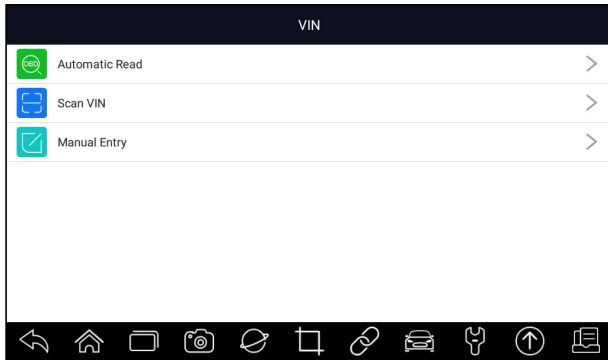 VIN
OBD
Automatic Read
Scan VIN
Manual Entry